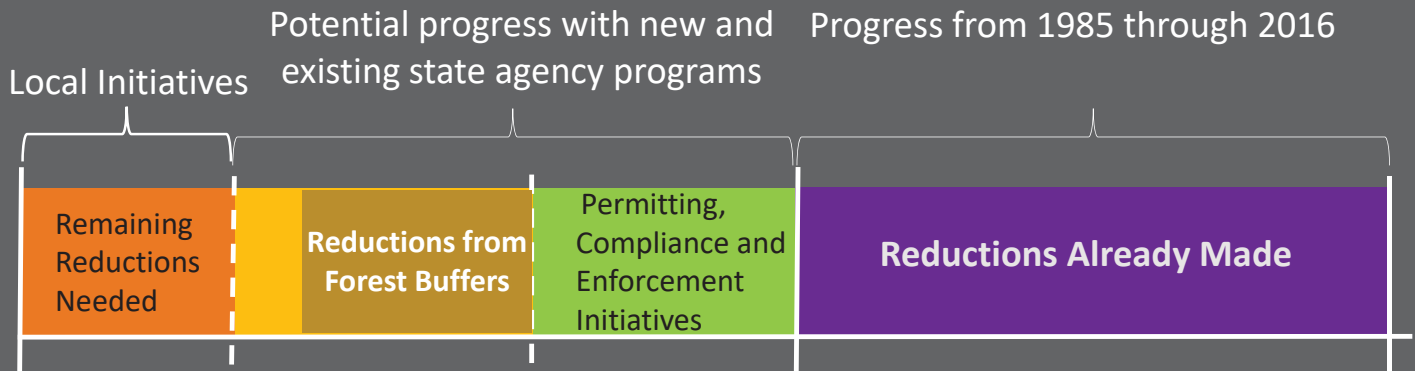 Local Initiatives
Potential progress with new and
existing state agency programs
Progress from 1985 through 2016
Remaining
Reductions
Needed
Reductions from
Forest Buffers
Permitting,
Compliance and
Enforcement
Initiatives
Reductions Already Made